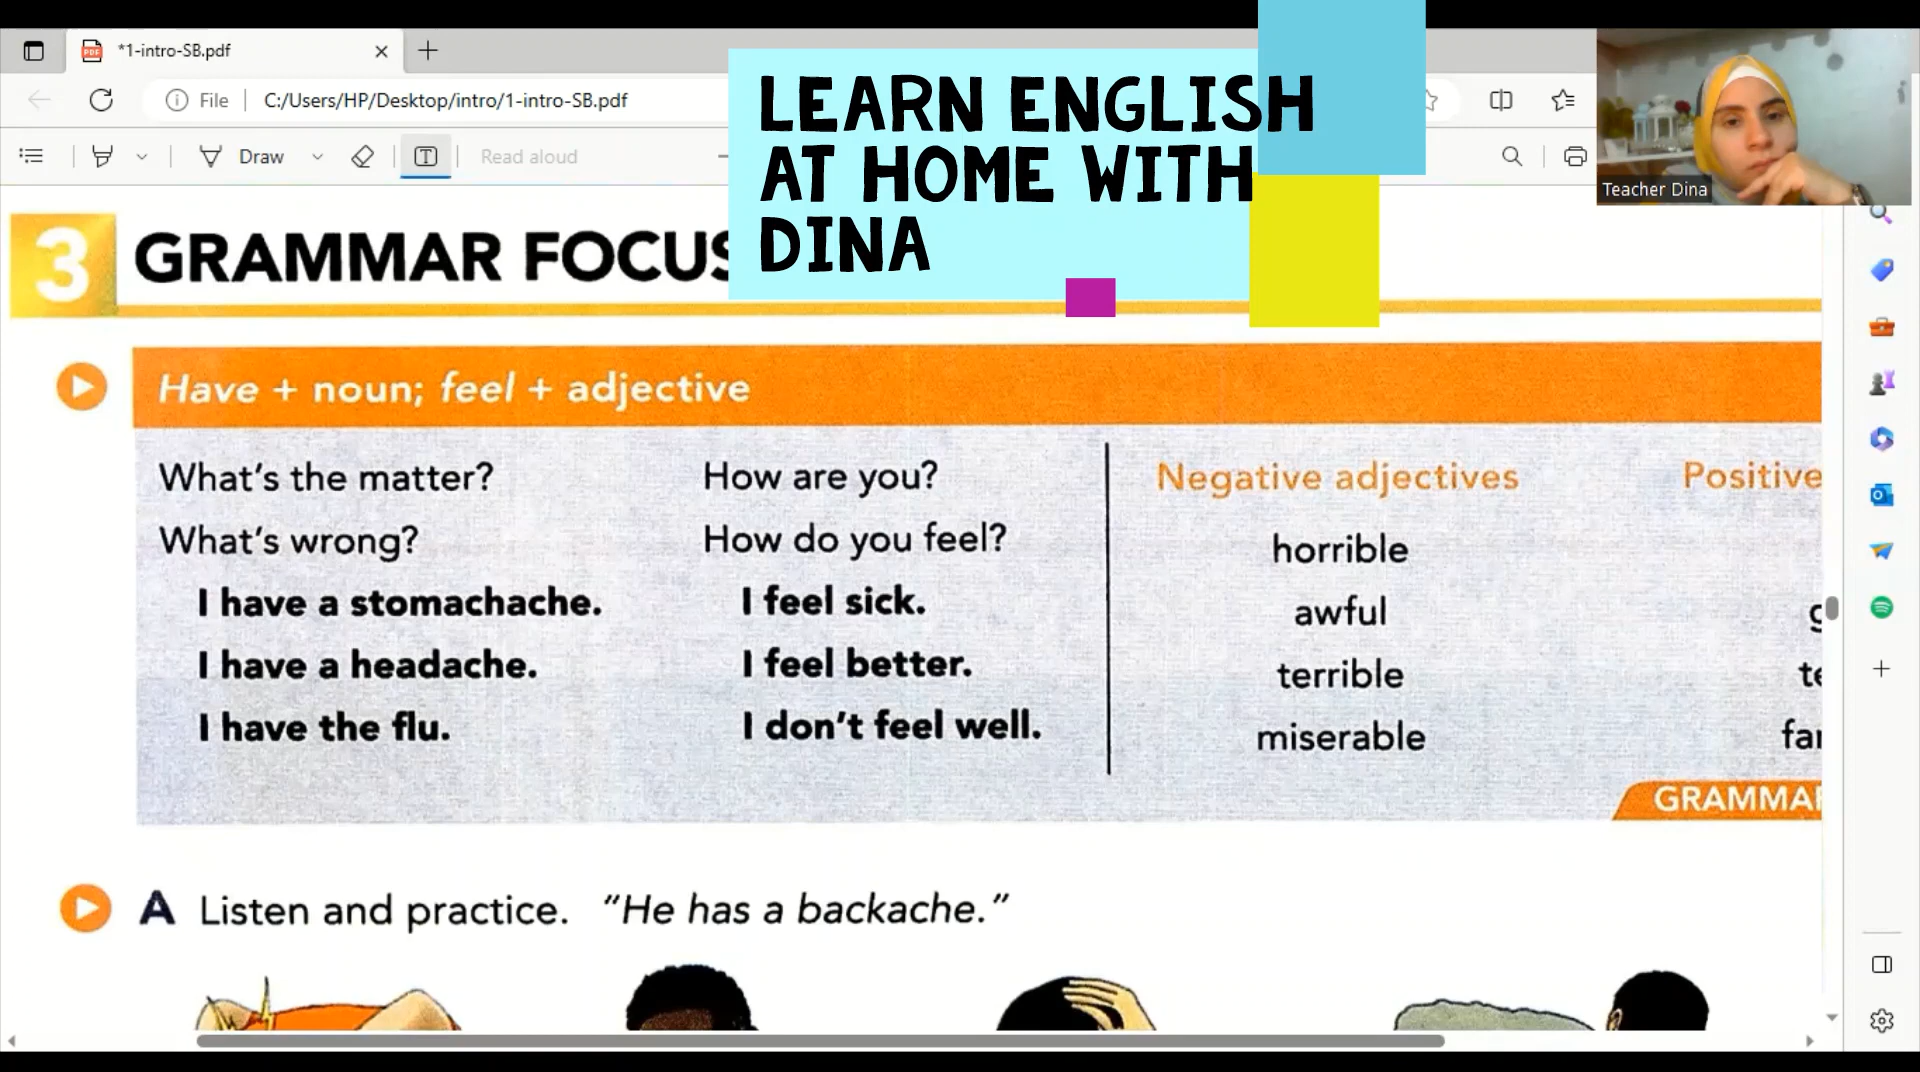 *1-intro-SB.pdf
File
C:/Users/HP/Desktop/intro/1-intro-SB.pdf
Draw
Read aloud
LEARN ENGLISH
AT HOME WITH
DINA
Teacher Dina
3 GRAMMAR FOCUS
Have + noun; feel + adjective
What's the matter?
What's wrong?
I have a stomachache.
I have a headache.
I have the flu.
How are you?
How do you feel?
I feel sick.
I feel better.
I don't feel well.
Negative adjectives
horrible
awful
terrible
miserable
Positive
GRAMMAR
A Listen and practice. "He has a backache."